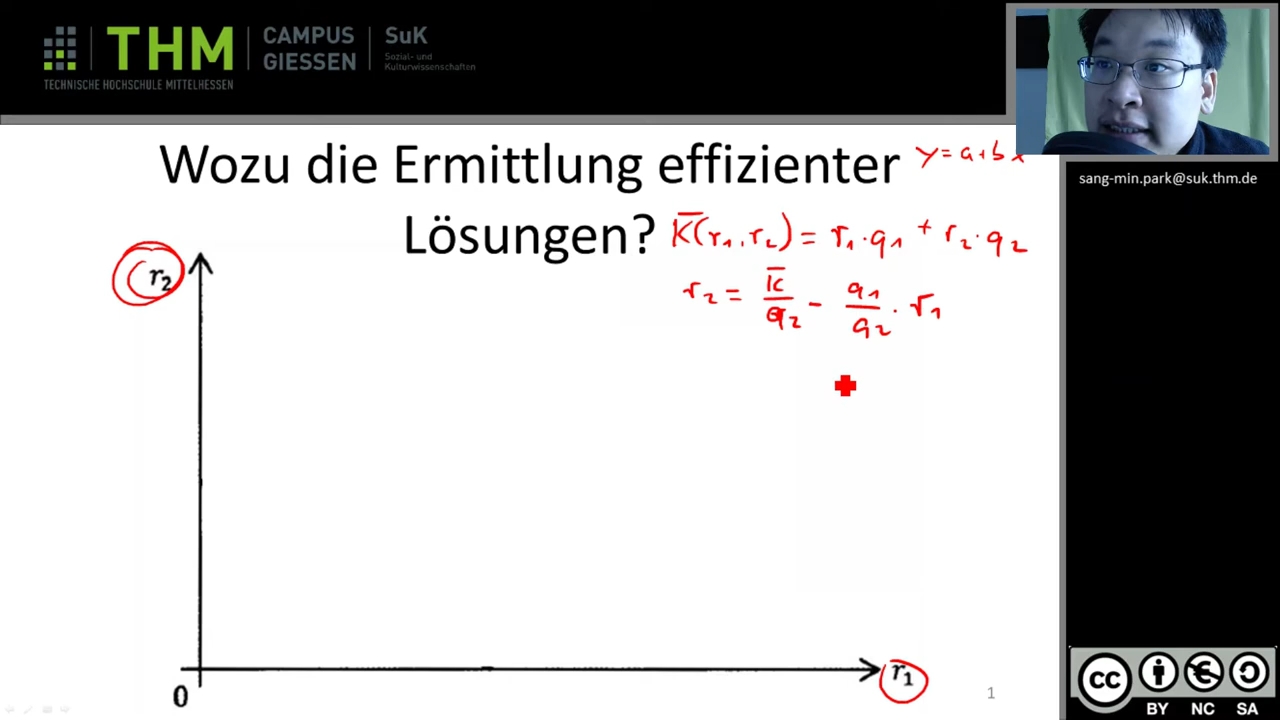 THM
TECHNISCHE HOCHSCHULE MITTELHESSEN
CAMPUS
GIESSEN
SuK
Sozial- und
Kulturwissenschaften
Wozu die Ermittlung effizienter
Lösungen?
y = a + b x
K̅(r₁, r₂) = r₁ · q₁ + r₂ · q₂
r₂ = K̅/q₂ - q₁/q₂ · r₁
sang-min.park@suk.thm.de
r₂
r₁
0
1
cc
BY NC SA